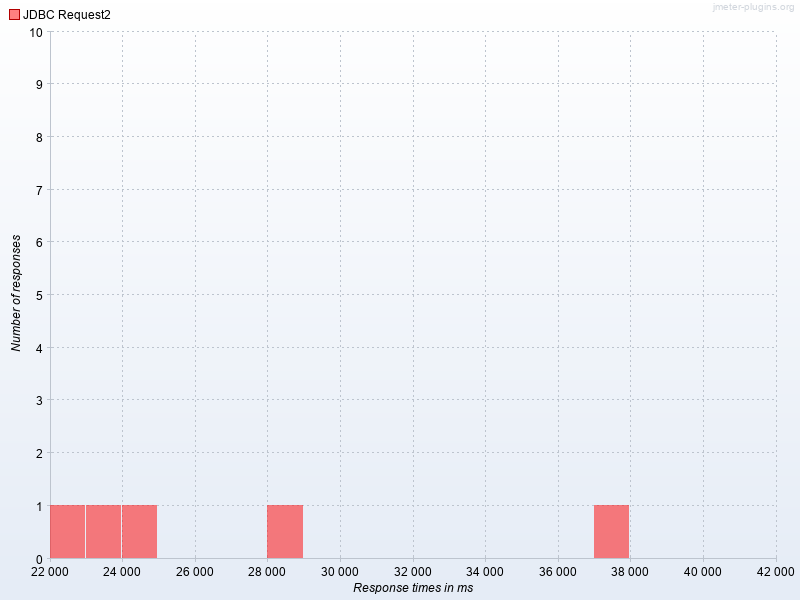 jmeter-plugins.org
JDBC Request2
10
9
8
7
6
5
4
3
2
1
0
Number of responses
22 000 24 000 26 000 28 000 30 000 32 000 34 000 36 000 38 000 40 000 42 000
Response times in ms